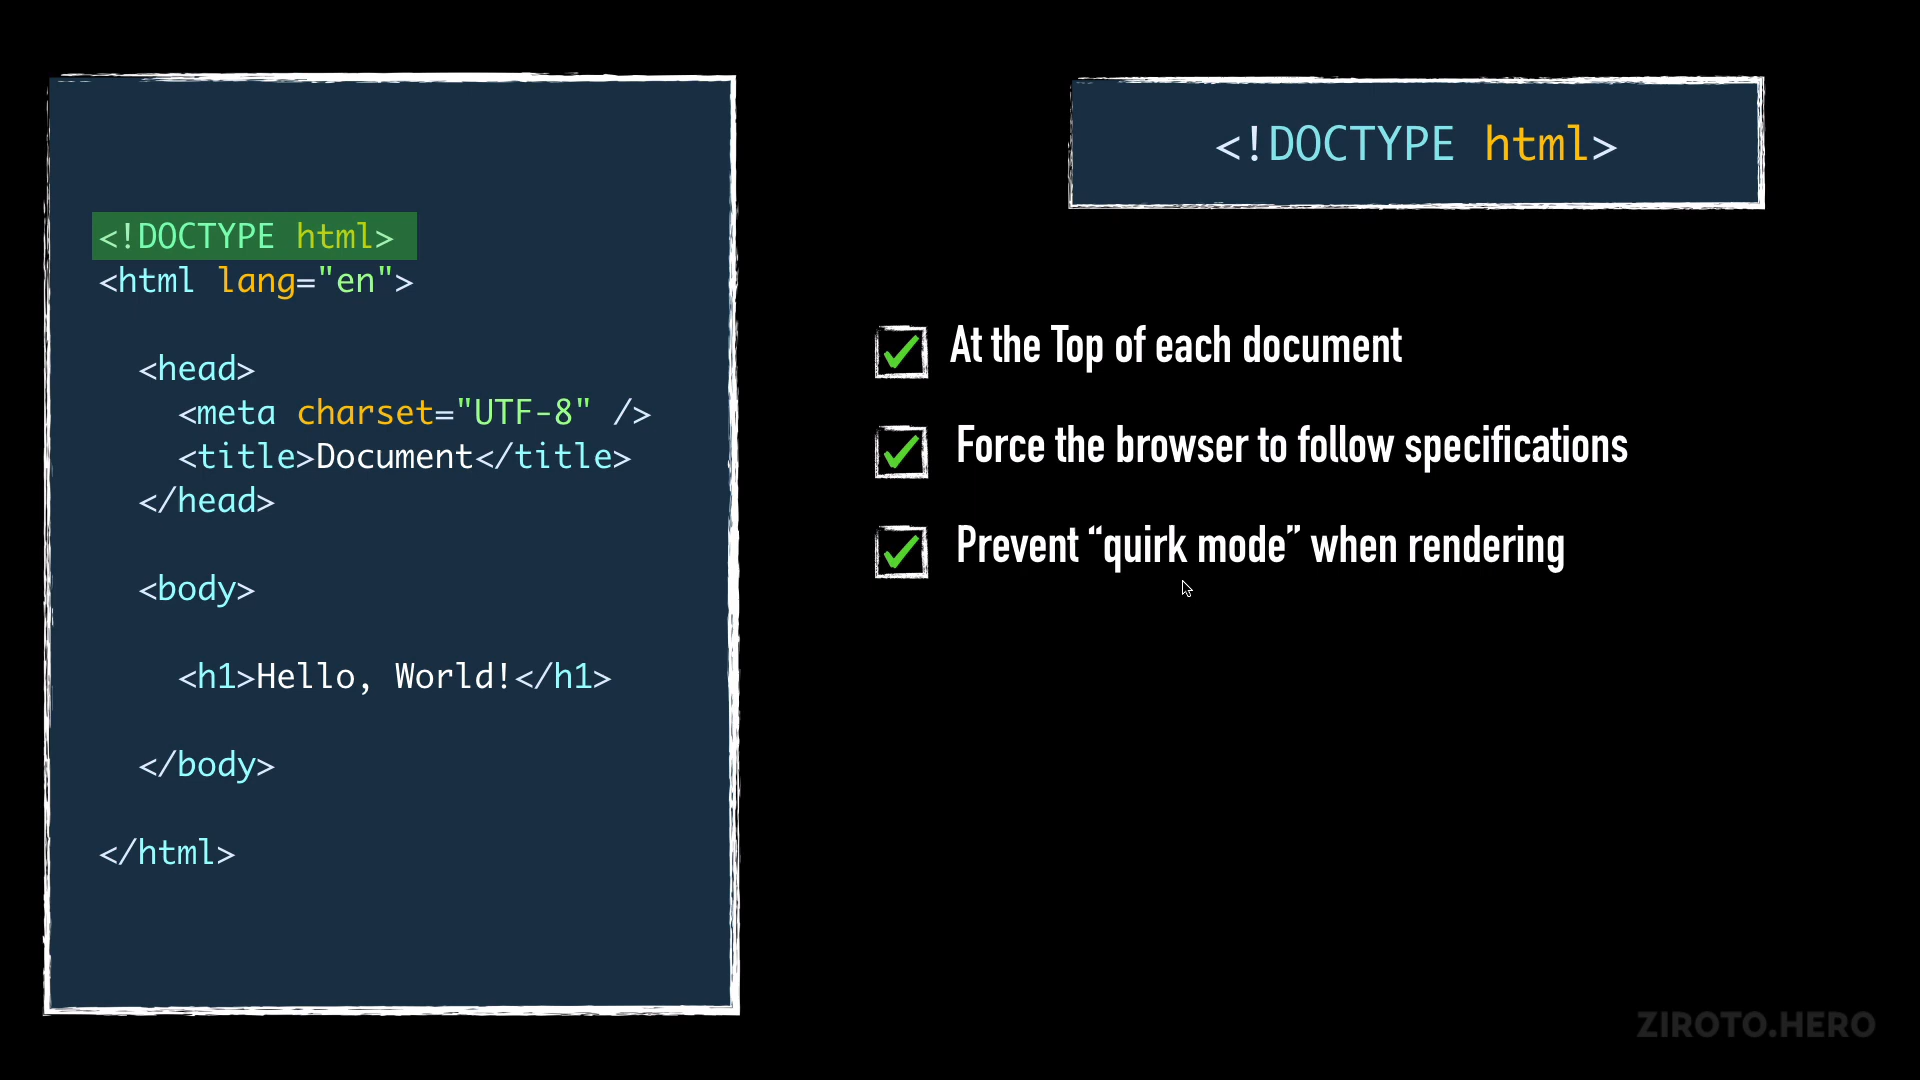 <!DOCTYPE html>
<html lang="en">
<head>
<meta charset="UTF-8" />
<title>Document</title>
</head>
<body>
<h1>Hello, World!</h1>
</body>
</html>
<!DOCTYPE html>
At the Top of each document
Force the browser to follow specifications
Prevent “quirk mode” when rendering
ZIROTO.HERO